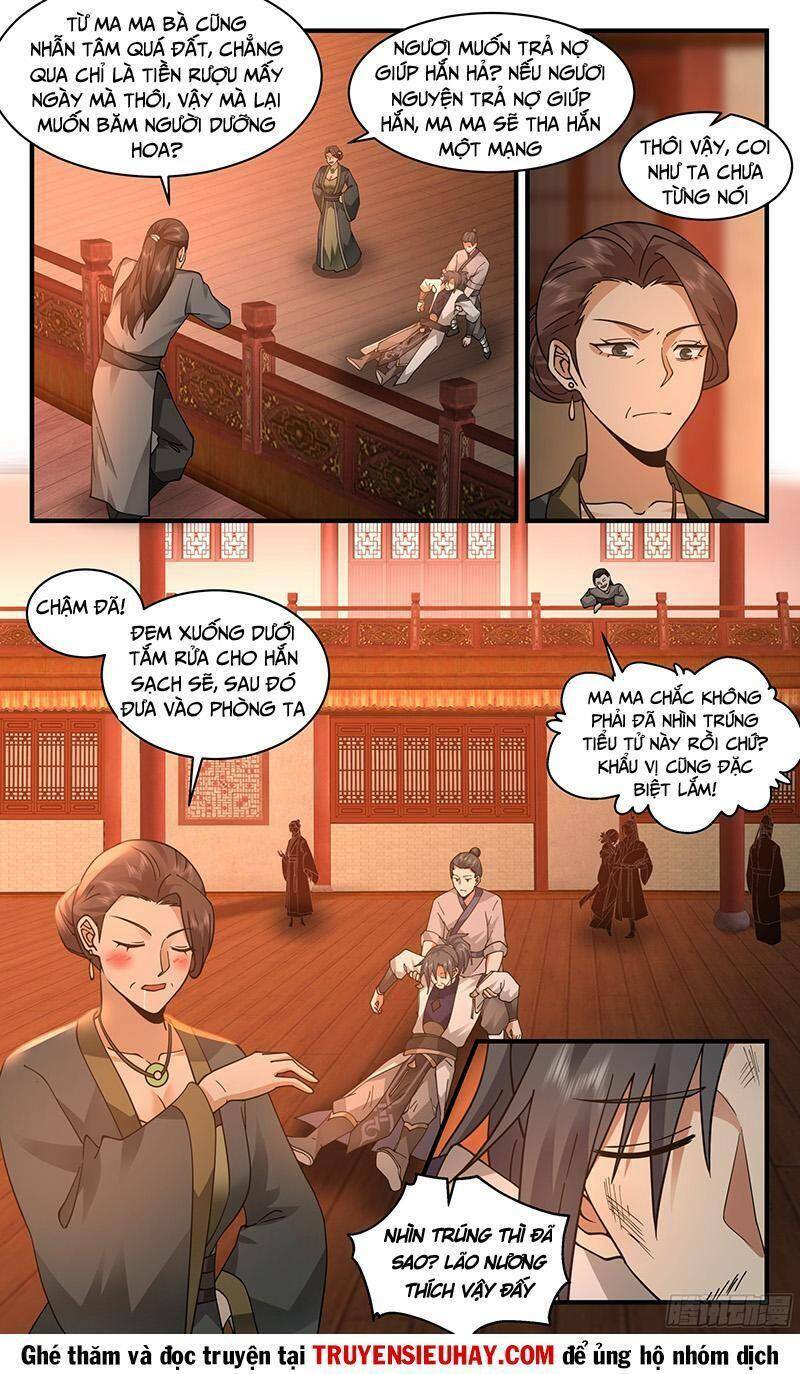 TỪ MA MA BÀ CŨNG
NHẪN TÂM QUÁ ĐẤT, CHẲNG
QUA CHỈ LÀ TIỀN RƯỢU MẤY
NGÀY MÀ THÔI, VẬY MÀ LẠI
MUỐN BĂM NGƯỜI DƯỠNG
HOA?
NGƯƠI MUỐN TRẢ NỢ
GIÚP HẮN HẢ? NẾU NGƯƠI
NGUYỆN TRẢ NỢ GIÚP
HẮN, MA MA SẼ THA HẮN
MỘT MẠNG
THÔI VẬY, COI
NHƯ TA CHƯA
TỪNG NÓI
CHẬM ĐÃ!
ĐEM XUỐNG DƯỚI
TẮM RỬA CHO HẮN
SẠCH SẼ, SAU ĐÓ
ĐƯA VÀO PHÒNG TA
MA MA CHẮC KHÔNG
PHẢI ĐÃ NHÌN TRÚNG
TIỂU TỬ NÀY RỒI CHỨ?
KHẨU VỊ CŨNG ĐẶC
BIỆT LẮM!
NHÌN TRÚNG THÌ ĐÃ
SAO? LÃO NƯƠNG
THÍCH VẬY ĐẤY
腾讯动漫
Ghé thăm và đọc truyện tại TRUYENSIEUHAY.COM để ủng hộ nhóm dịch